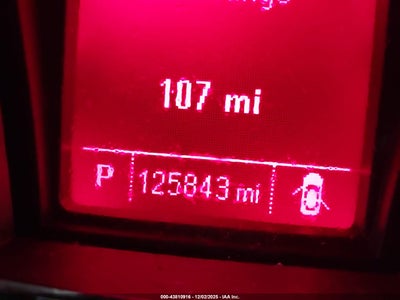 107 mi
P 125843 mi
000-43810916 - 12/02/2025 - IAA Inc.